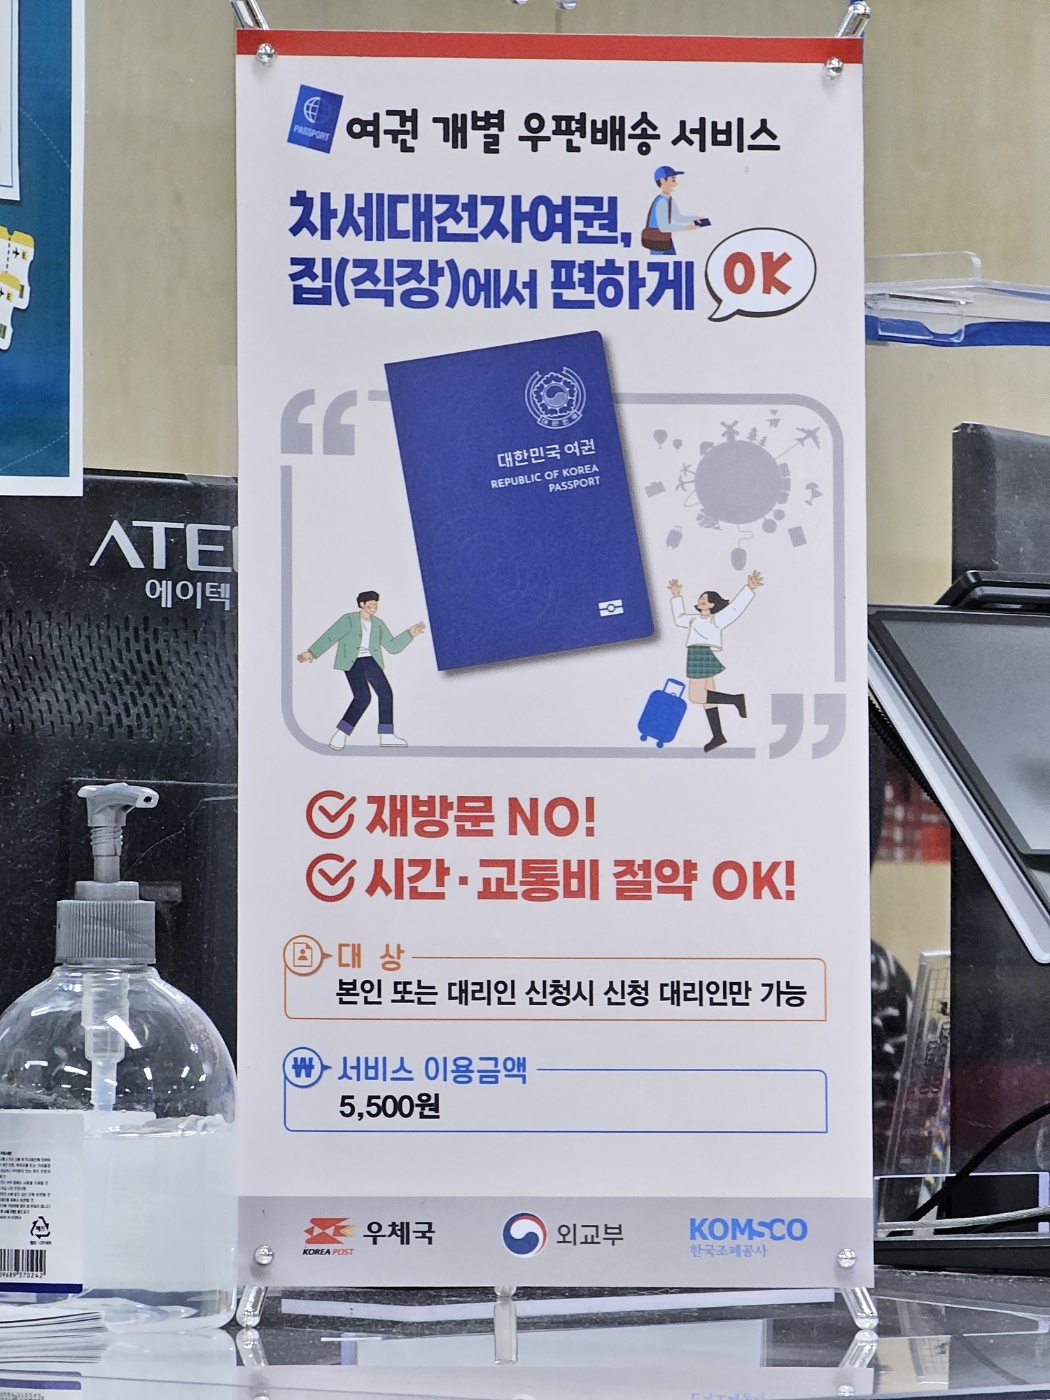 PASSPORT
여권 개별 우편배송 서비스
차세대전자여권,
집(직장)에서 편하게
OK
대한민국
대한민국 여권
REPUBLIC OF KOREA
PASSPORT
재방문 NO!
시간·교통비 절약 OK!
대 상
본인 또는 대리인 신청시 신청 대리인만 가능
₩
서비스 이용금액
5,500원
KOREA POST
우체국
외교부
KOMSCO
한국조폐공사
에이텍